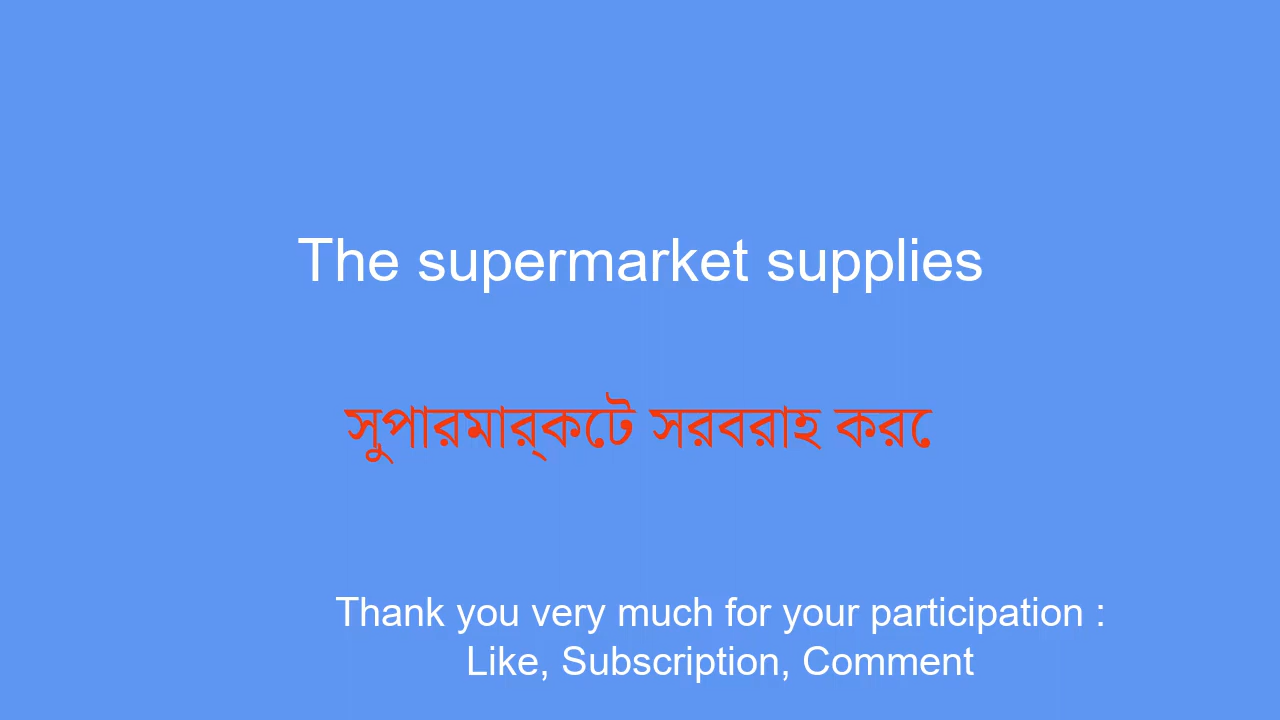 The supermarket supplies
সুপারমার্কেট সরবরাহ করে
Thank you very much for your participation :
Like, Subscription, Comment